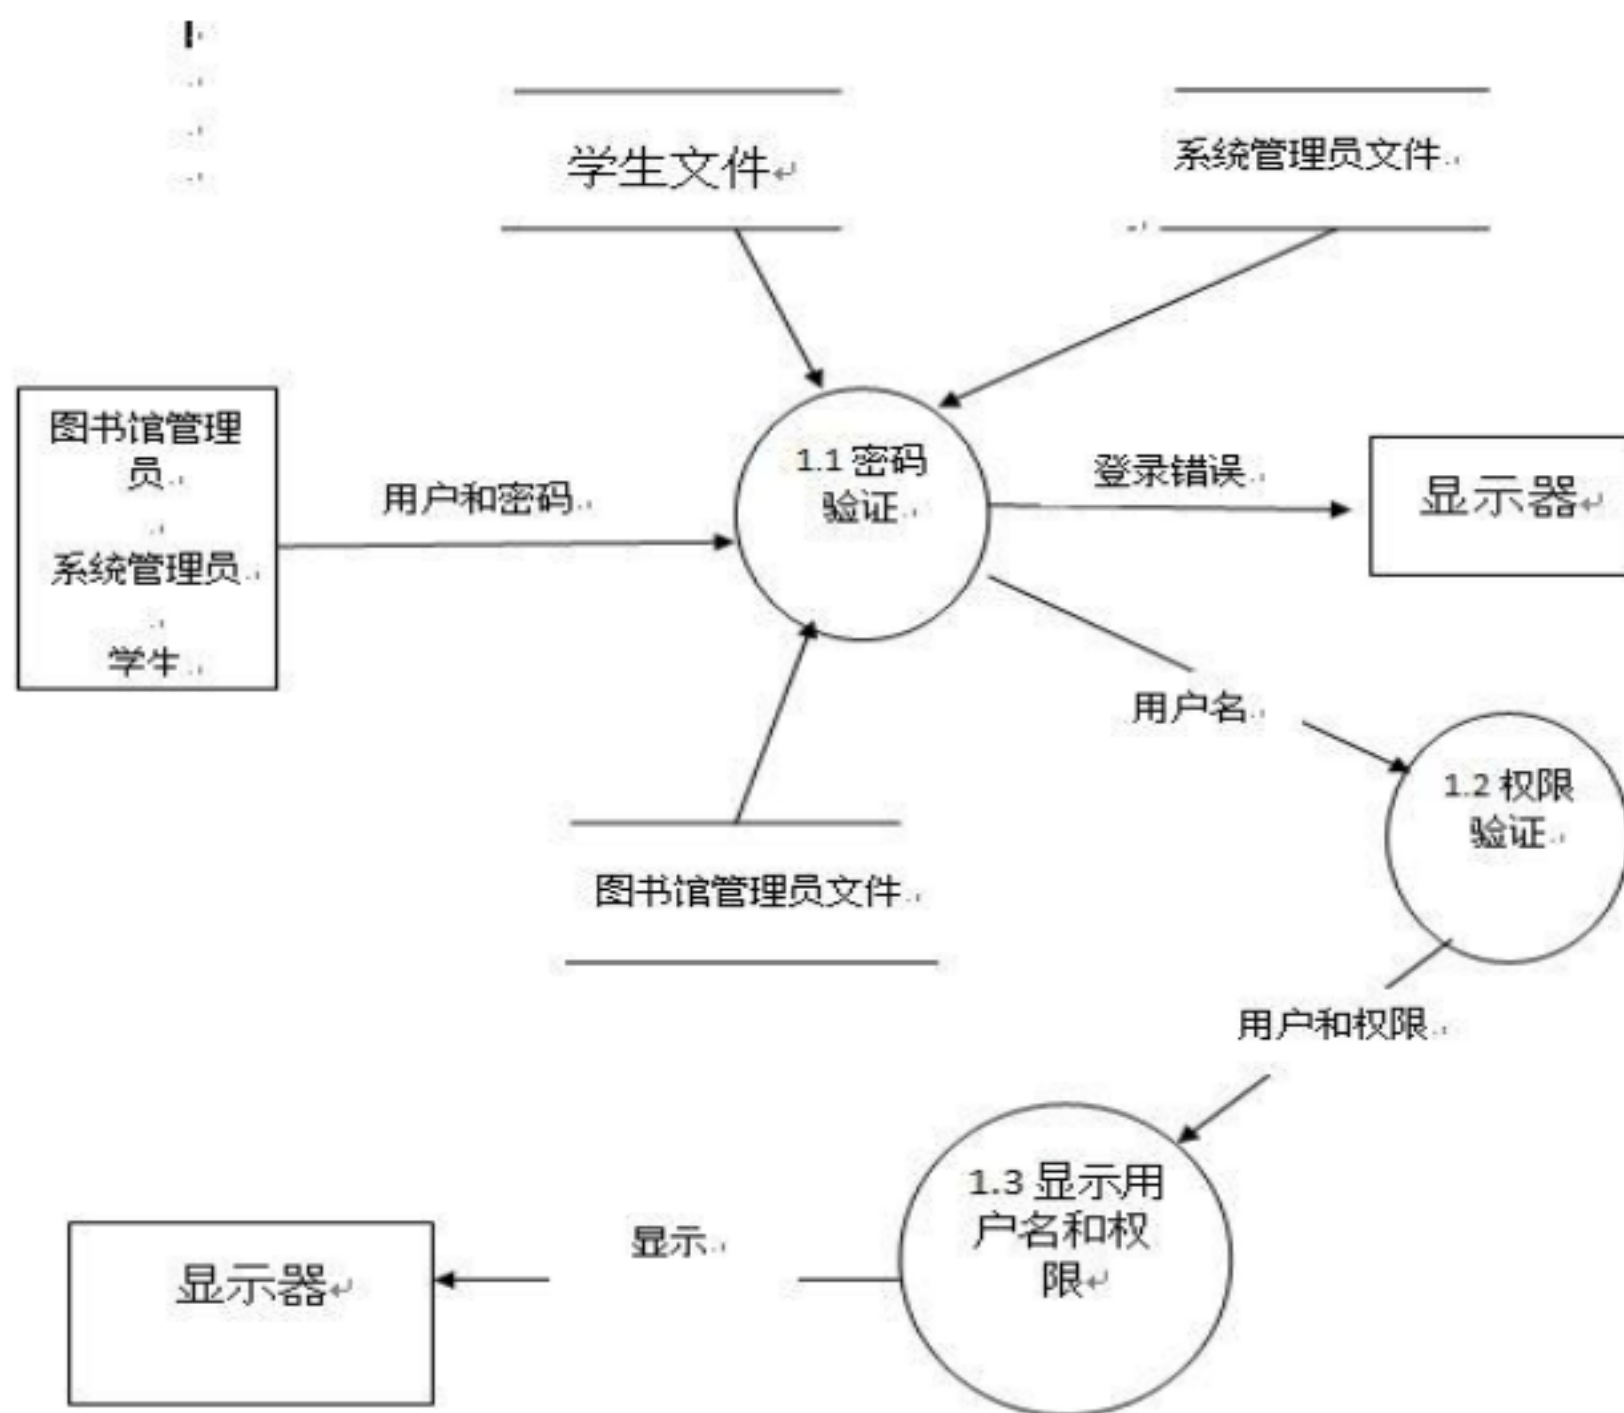 学生文件
系统管理员文件
图书馆管理
员
系统管理员
学生
用户和密码
1.1 密码
验证
登录错误
显示器
用户名
1.2 权限
验证
图书馆管理员文件
用户和权限
1.3 显示用
户名和权
限
显示
显示器